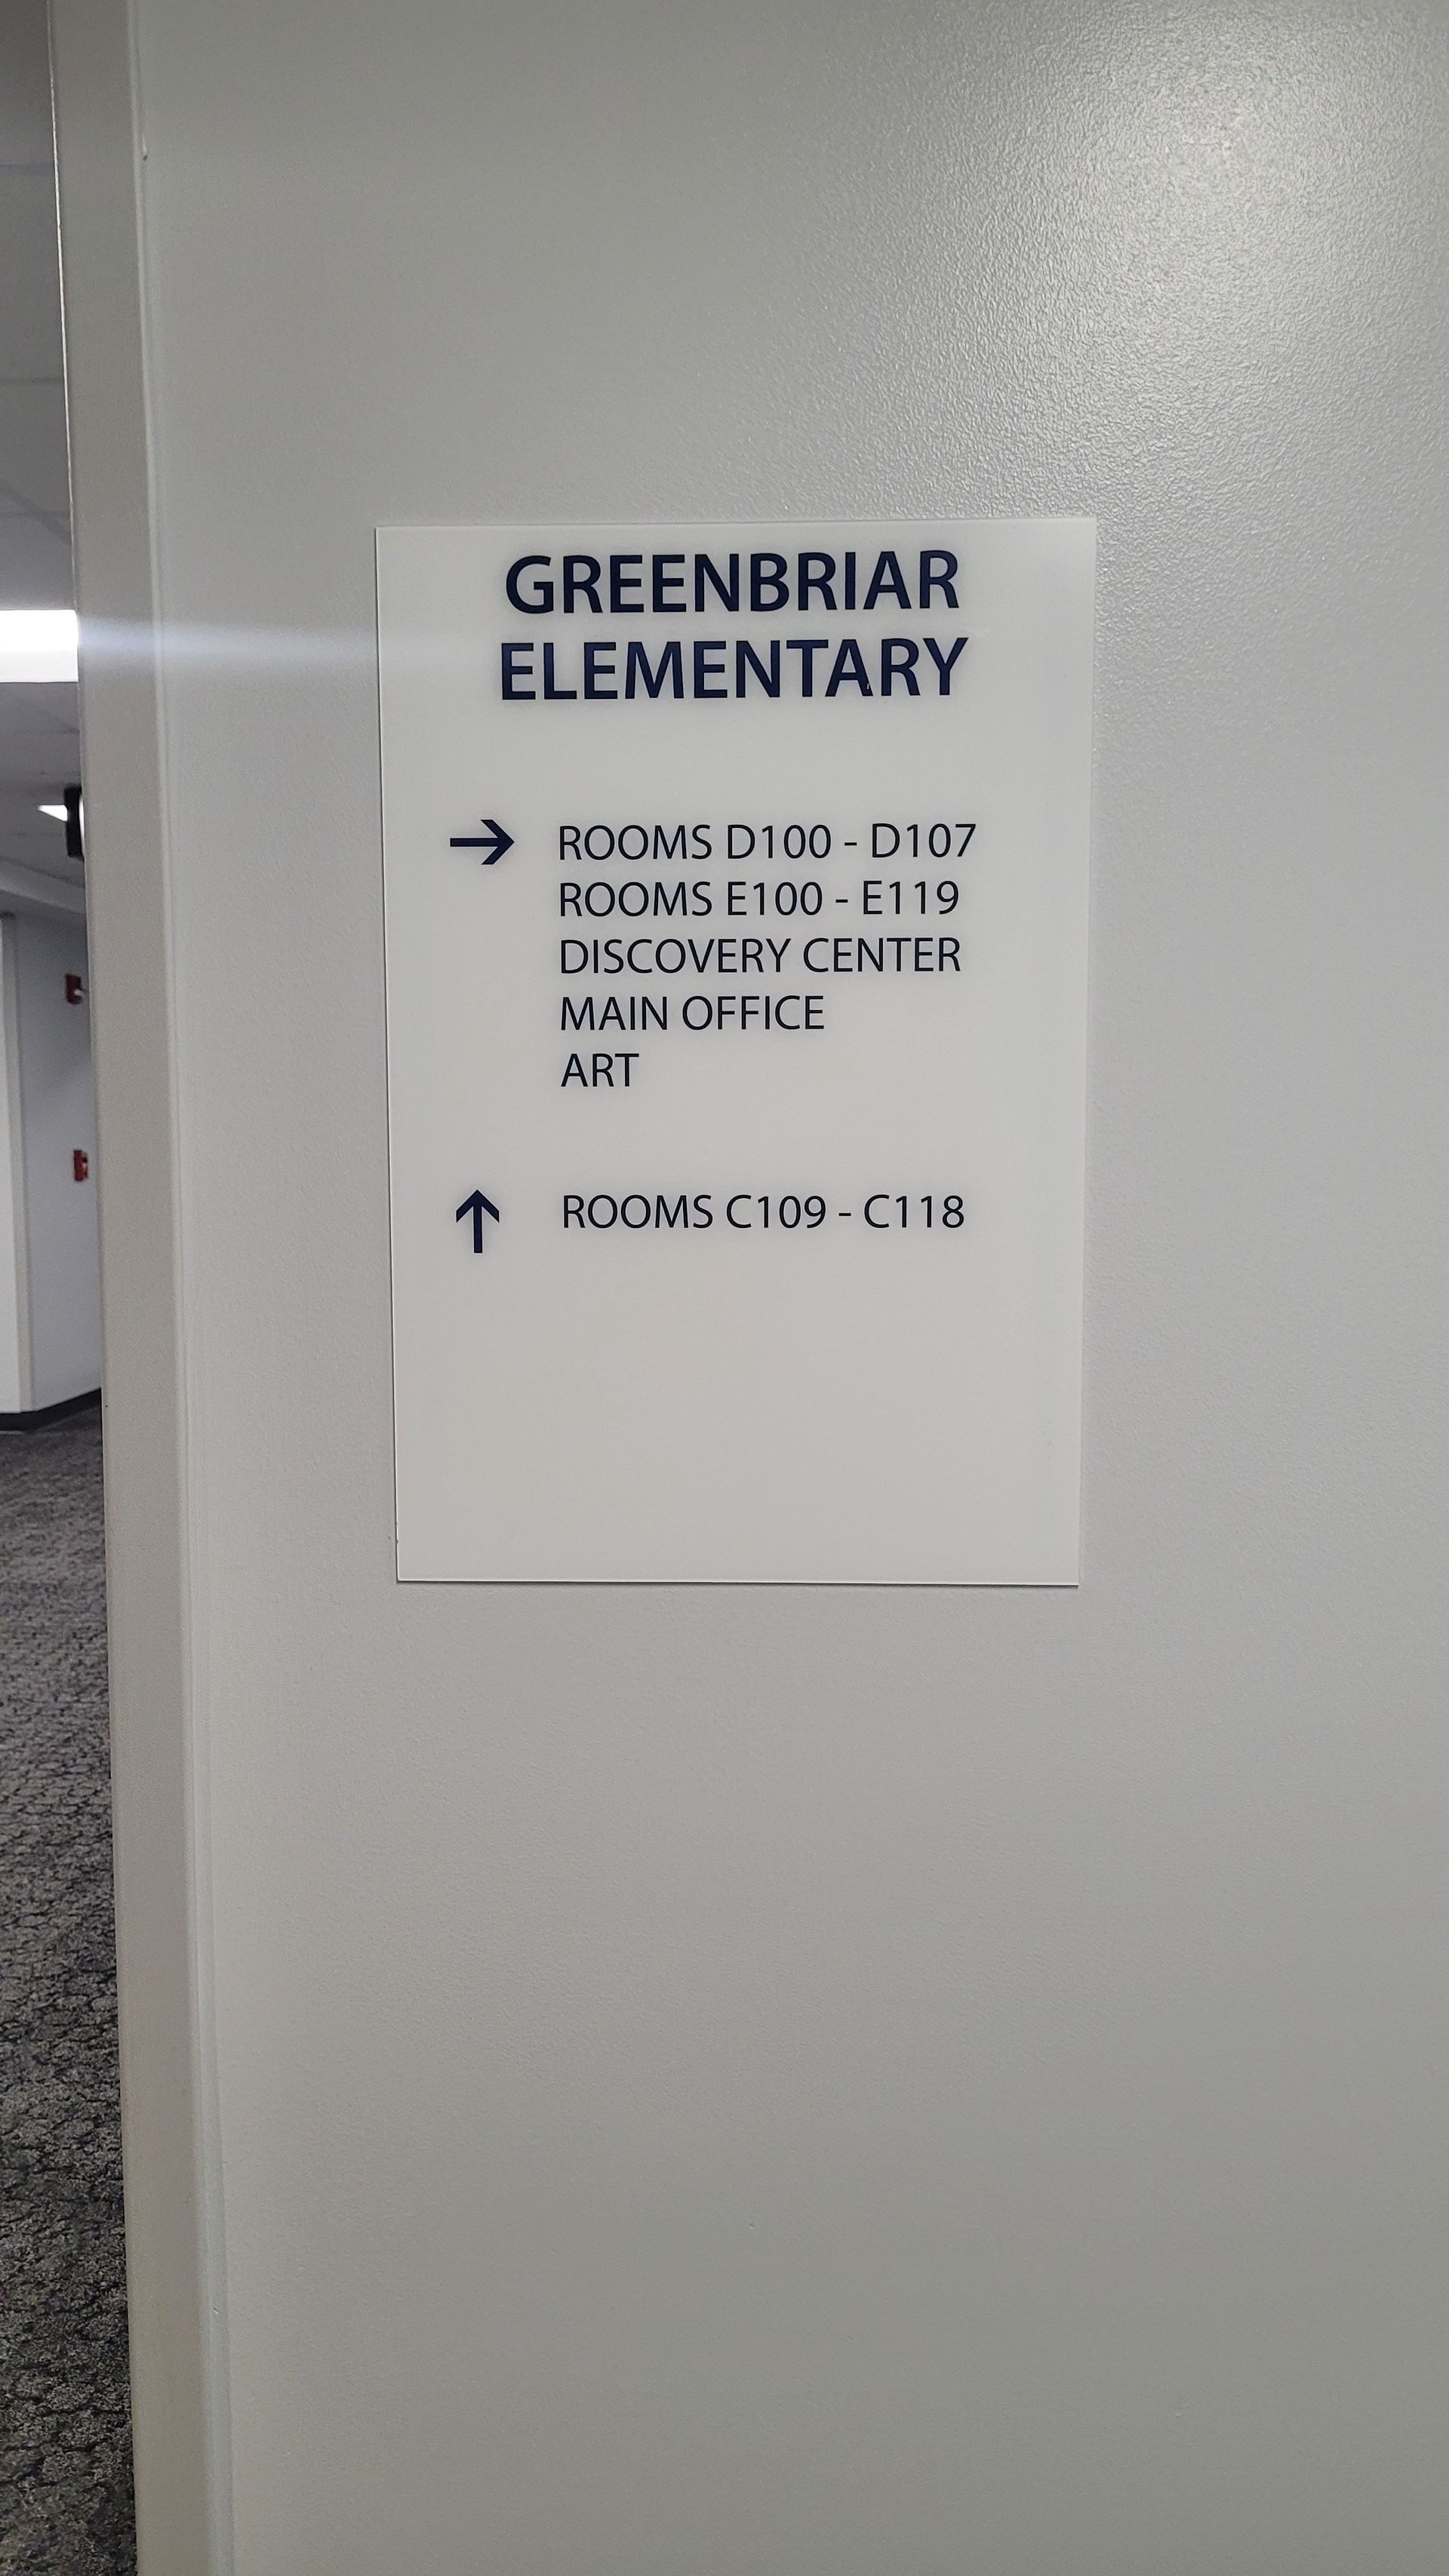 GREENBRIAR
ELEMENTARY
→ ROOMS D100 - D107
ROOMS E100 - E119
DISCOVERY CENTER
MAIN OFFICE
ART
↑ ROOMS C109 - C118